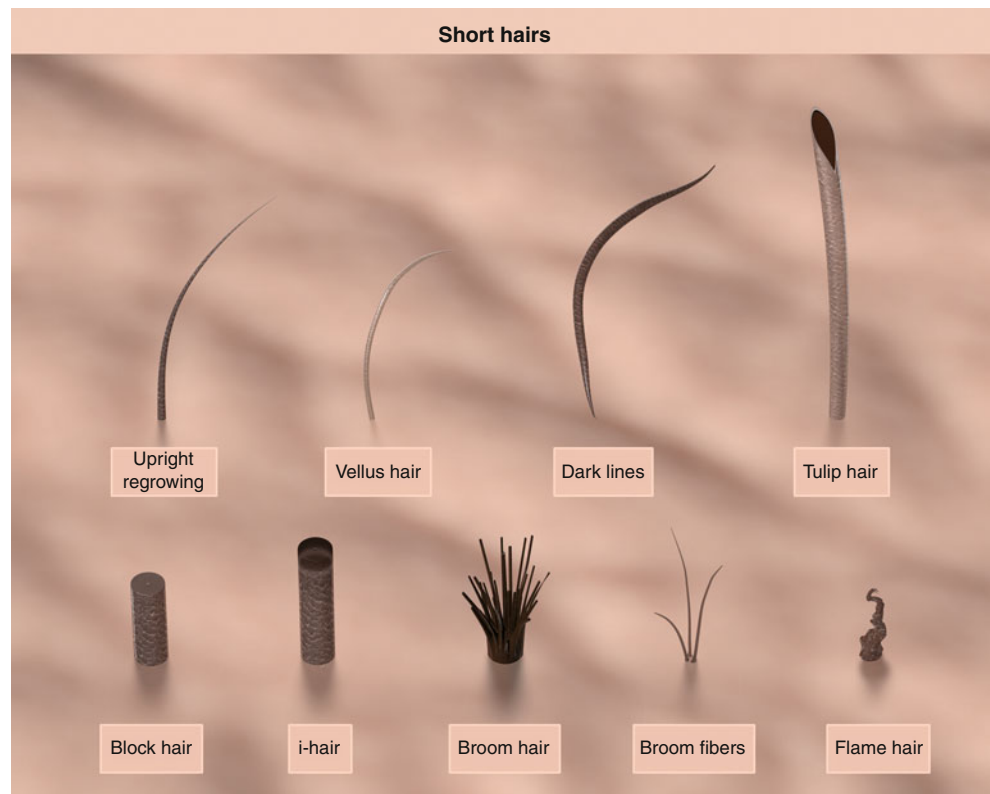 Short hairs
Upright
regrowing
Vellus hair
Dark lines
Tulip hair
Block hair
i-hair
Broom hair
Broom fibers
Flame hair